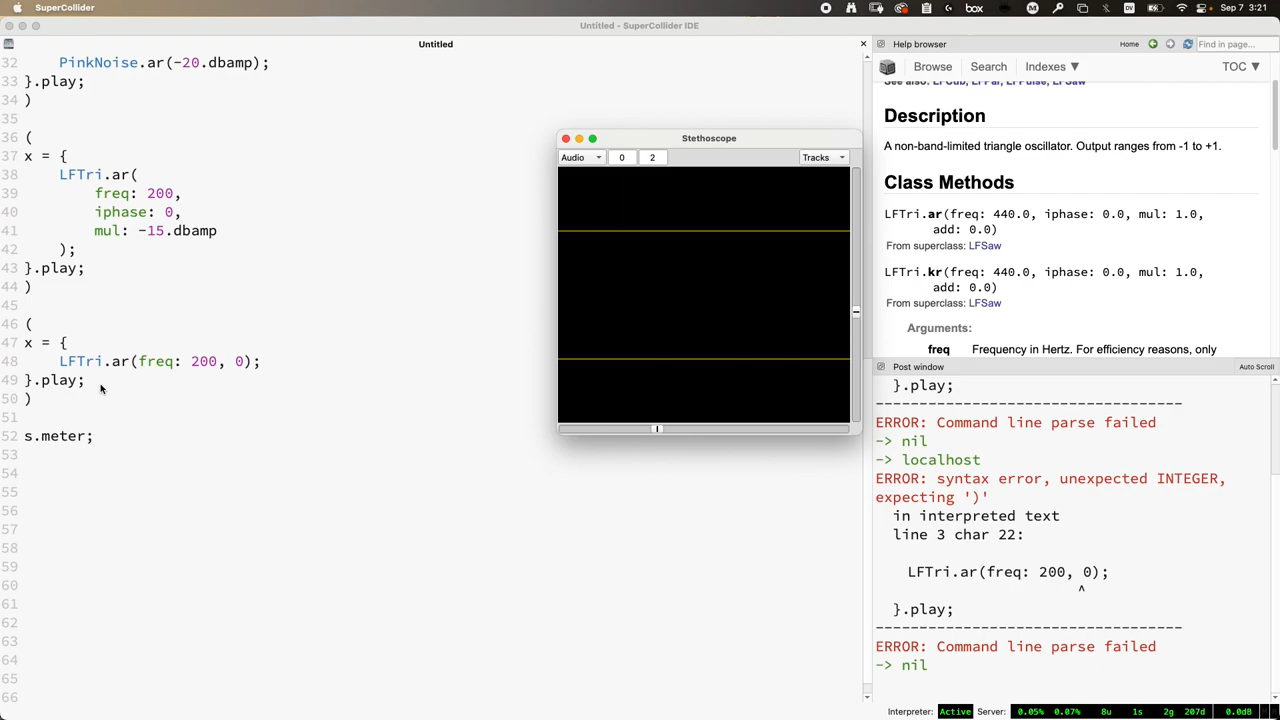 SuperCollider
Sep 7 3:21
Untitled - SuperCollider IDE
Untitled
32 PinkNoise.ar(-20.dbamp);
33 }.play;
34 )
35
36 (
37 x = {
38 LFTri.ar(
39 freq: 200,
40 iphase: 0,
41 mul: -15.dbamp
42 );
43 }.play;
44 )
45
46 (
47 x = {
48 LFTri.ar(freq: 200, 0);
49 }.play;
50 )
51
52 s.meter;
53
54
55
56
57
58
59
60
61
62
63
64
65
66
Stethoscope
Audio 0 2 Tracks
Help browser Home Find in page...
Browse Search Indexes ▼ TOC ▼
See also: LFCub, LFPar, LFPulse, LFSaw
Description
A non-band-limited triangle oscillator. Output ranges from -1 to +1.
Class Methods
LFTri.ar(freq: 440.0, iphase: 0.0, mul: 1.0,
add: 0.0)
From superclass: LFSaw
LFTri.kr(freq: 440.0, iphase: 0.0, mul: 1.0,
add: 0.0)
From superclass: LFSaw
Arguments:
freq Frequency in Hertz. For efficiency reasons, only
Post window Auto Scroll
}.play;
-----------------------------------
ERROR: Command line parse failed
-> nil
-> localhost
ERROR: syntax error, unexpected INTEGER,
expecting ')'
in interpreted text
line 3 char 22:
LFTri.ar(freq: 200, 0);
^
}.play;
-----------------------------------
ERROR: Command line parse failed
-> nil
Interpreter: Active Server: 0.05% 0.07% 8u 1s 2g 207d 0.0dB